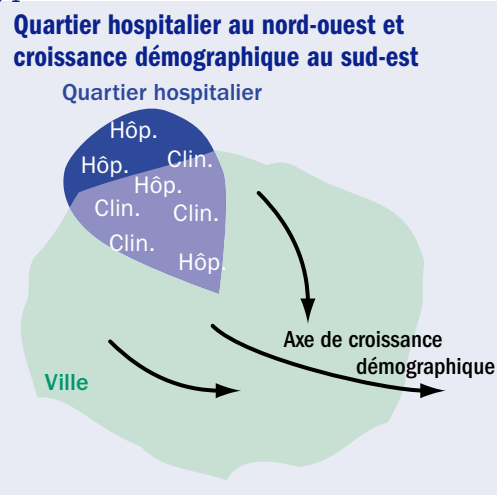 Quartier hospitalier au nord-ouest et
croissance démographique au sud-est
Quartier hospitalier
Hôp.
Hôp.
Clin.
Hôp.
Clin.
Clin.
Clin.
Hôp.
Axe de croissance
démographique
Ville